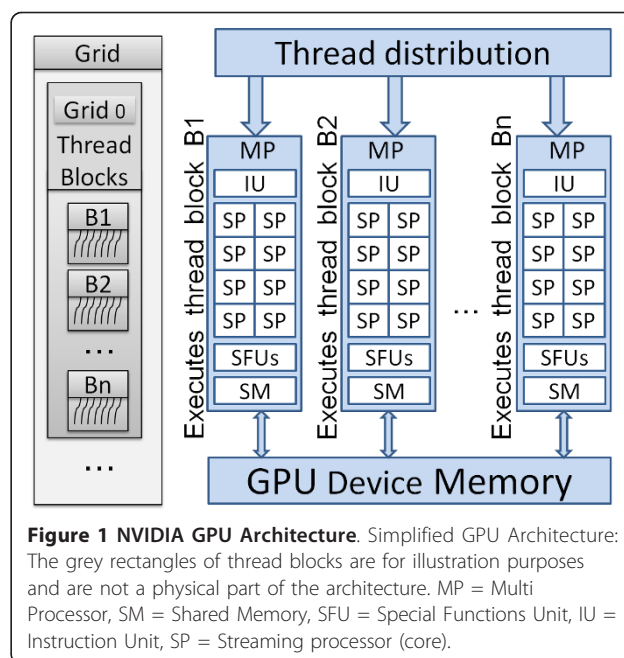 Grid
Grid 0
Thread
Blocks
B1
B2
...
Bn
...
Thread distribution
Executes thread block B1
MP
IU
SP SP
SP SP
SP SP
SP SP
SFUs
SM
Executes thread block B2
MP
IU
SP SP
SP SP
SP SP
SP SP
SFUs
SM
...
Executes thread block Bn
MP
IU
SP SP
SP SP
SP SP
SP SP
SFUs
SM
GPU Device Memory
Figure 1 NVIDIA GPU Architecture. Simplified GPU Architecture:
The grey rectangles of thread blocks are for illustration purposes
and are not a physical part of the architecture. MP = Multi
Processor, SM = Shared Memory, SFU = Special Functions Unit, IU =
Instruction Unit, SP = Streaming processor (core).